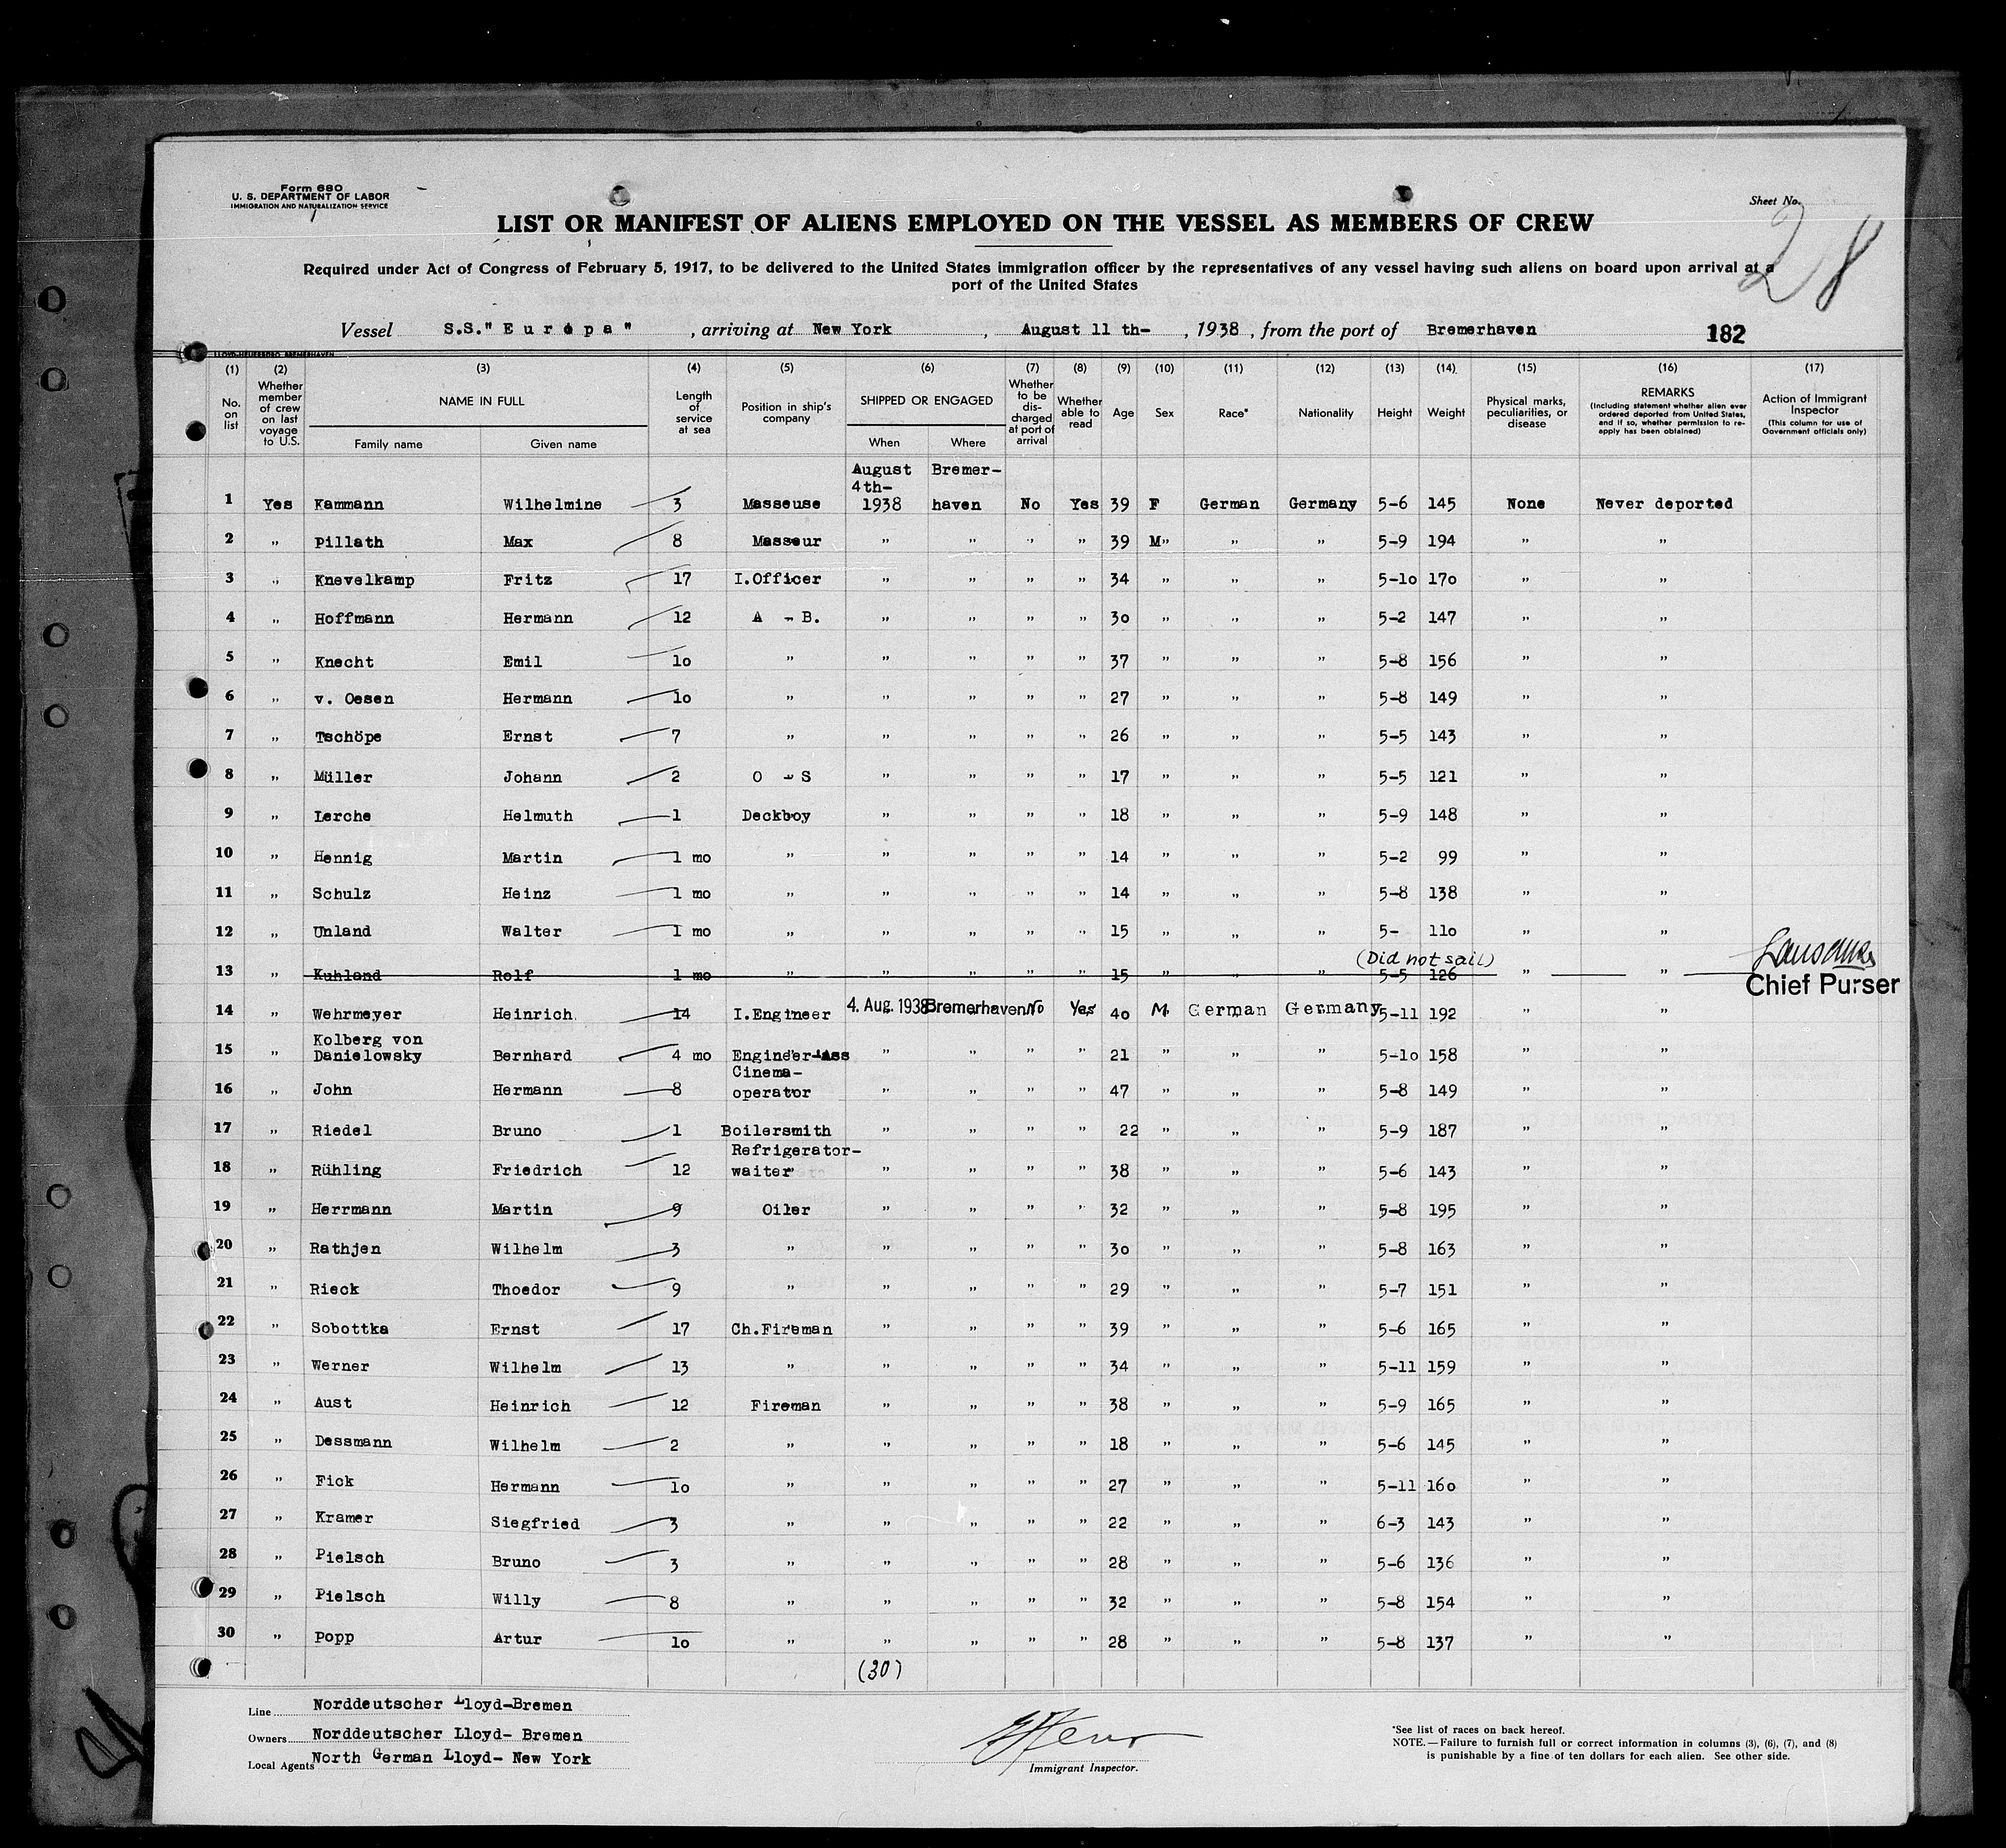 Form 680
U. S. DEPARTMENT OF LABOR
IMMIGRATION AND NATURALIZATION SERVICE
Sheet No.
28
LIST OR MANIFEST OF ALIENS EMPLOYED ON THE VESSEL AS MEMBERS OF CREW
Required under Act of Congress of February 5, 1917, to be delivered to the United States immigration officer by the representatives of any vessel having such aliens on board upon arrival at a
port of the United States
Vessel S.S." E u r o p a " , arriving at New York , August 11 th- , 1938 , from the port of Bremerhaven 182
(1) (2) (3) (4) (5) (6) (7) (8) (9) (10) (11) (12) (13) (14) (15) (16) (17)
No. on list Whether member of crew on last voyage to U.S. NAME IN FULL Family name Given name Length of service at sea Position in ship's company SHIPPED OR ENGAGED When Where Whether to be discharged at port of arrival Whether able to read Age Sex Race* Nationality Height Weight Physical marks, peculiarities, or disease REMARKS (Including statement whether alien ever ordered deported from United States, and if so, whether permission to reapply has been obtained) Action of Immigrant Inspector (This column for use of Government officials only)
1 Yes Kammann Wilhelmine 3 Masseuse August 4th- 1938 Bremer- haven No Yes 39 F German Germany 5-6 145 None Never deported
2 " Pillath Max 8 Masseur " " " " 39 M" " " 5-9 194 " "
3 " Knevelkamp Fritz 17 I.Officer " " " " 34 " " " 5-10 170 " "
4 " Hoffmann Hermann 12 A - B. " " " " 30 " " " 5-2 147 " "
5 " Knecht Emil 10 " " " " " 37 " " " 5-8 156 " "
6 " v. Oesen Hermann 10 " " " " " 27 " " " 5-8 149 " "
7 " Tschöpe Ernst 7 " " " " " 26 " " " 5-5 143 " "
8 " Müller Johann 2 O - S " " " " 17 " " " 5-5 121 " "
9 " Lerche Helmuth 1 Deckboy " " " " 18 " " " 5-9 148 " "
10 " Hennig Martin 1 mo " " " " " 14 " " " 5-2 99 " "
11 " Schulz Heinz 1 mo " " " " " 14 " " " 5-8 138 " "
12 " Unland Walter 1 mo " " " " " 15 " " " 5- 110 " "
(Did not sail)
13 " Kuhland Rolf 1 mo " " " " " 15 " " " 5-5 126 " "
Chief Purser
14 " Wehrmeyer Heinrich 14 I.Engineer 4. Aug. 1938 Bremerhaven No Yes 40 M. German Germany 5-11 192 " "
15 " Kolberg von Danielowsky Bernhard 4 mo Engineer-Ass " " " " 21 " " " 5-10 158 " "
16 " John Hermann 8 Cinema- operator " " " " 47 " " " 5-8 149 " "
17 " Riedel Bruno 1 Boilersmith " " " " 22 " " " 5-9 187 " "
18 " Rühling Friedrich 12 Refrigerator- waiter " " " " 38 " " " 5-6 143 " "
19 " Herrmann Martin 9 Oiler " " " " 32 " " " 5-8 195 " "
20 " Rathjen Wilhelm 3 " " " " " 30 " " " 5-8 163 " "
21 " Rieck Thoedor 9 " " " " " 29 " " " 5-7 151 " "
22 " Sobottka Ernst 17 Ch.Fireman " " " " 39 " " " 5-6 165 " "
23 " Werner Wilhelm 13 " " " " " 34 " " " 5-11 159 " "
24 " Aust Heinrich 12 Fireman " " " " 38 " " " 5-9 165 " "
25 " Dessmann Wilhelm 2 " " " " " 18 " " " 5-6 145 " "
26 " Fick Hermann 10 " " " " " 27 " " " 5-11 160 " "
27 " Kramer Siegfried 3 " " " " " 22 " " " 6-3 143 " "
28 " Pielsch Bruno 3 " " " " " 28 " " " 5-6 136 " "
29 " Pielsch Willy 8 " " " " " 32 " " " 5-8 154 " "
30 " Popp Artur 10 " " " " " 28 " " " 5-8 137 " "
(30)
Line Norddeutscher Lloyd-Bremen
Owners Norddeutscher Lloyd- Bremen
Local Agents North German Lloyd- New York
Immigrant Inspector.
*See list of races on back hereof.
NOTE.—Failure to furnish full or correct information in columns (3), (6), (7), and (8)
is punishable by a fine of ten dollars for each alien. See other side.